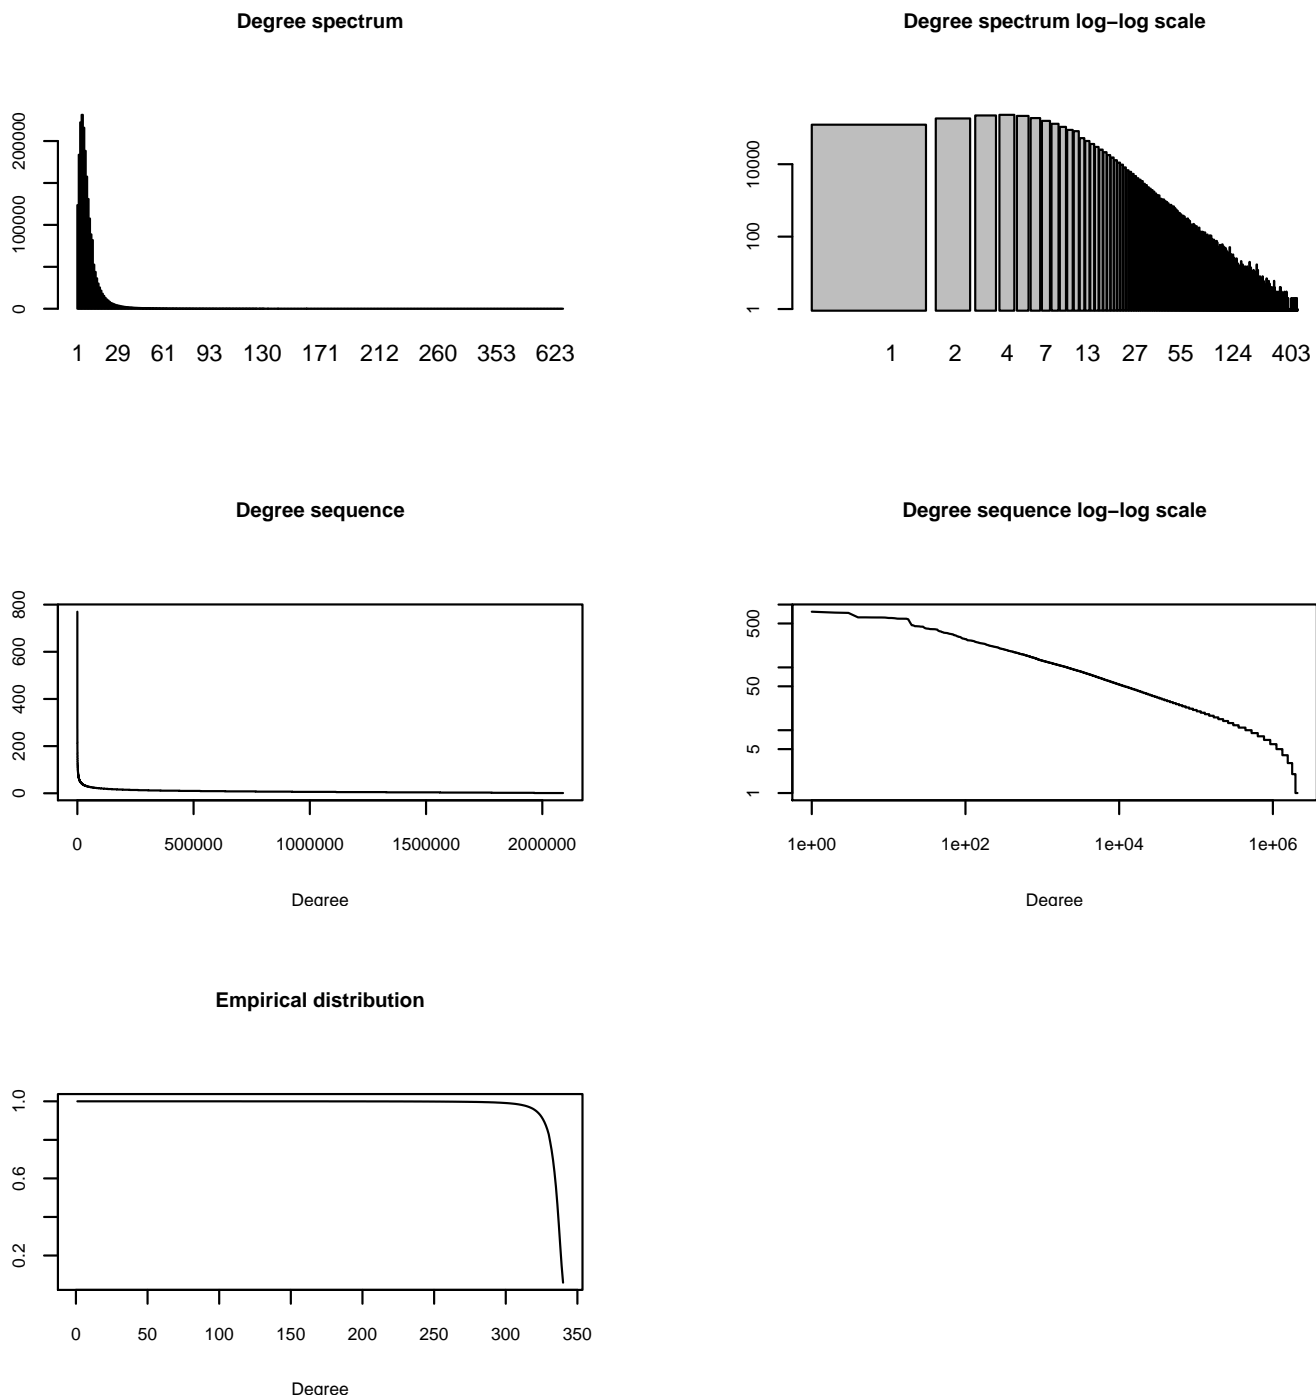 Degree spectrum
200000
100000
0
1 29 61 93 130 171 212 260 353 623
Degree spectrum log−log scale
10000
100
1
1 2 4 7 13 27 55 124 403
Degree sequence
800
600
400
200
0
0 500000 1000000 1500000 2000000
Degree
Degree sequence log−log scale
500
50
5
1
1e+00 1e+02 1e+04 1e+06
Degree
Empirical distribution
1.0
0.6
0.2
0 50 100 150 200 250 300 350
Degree